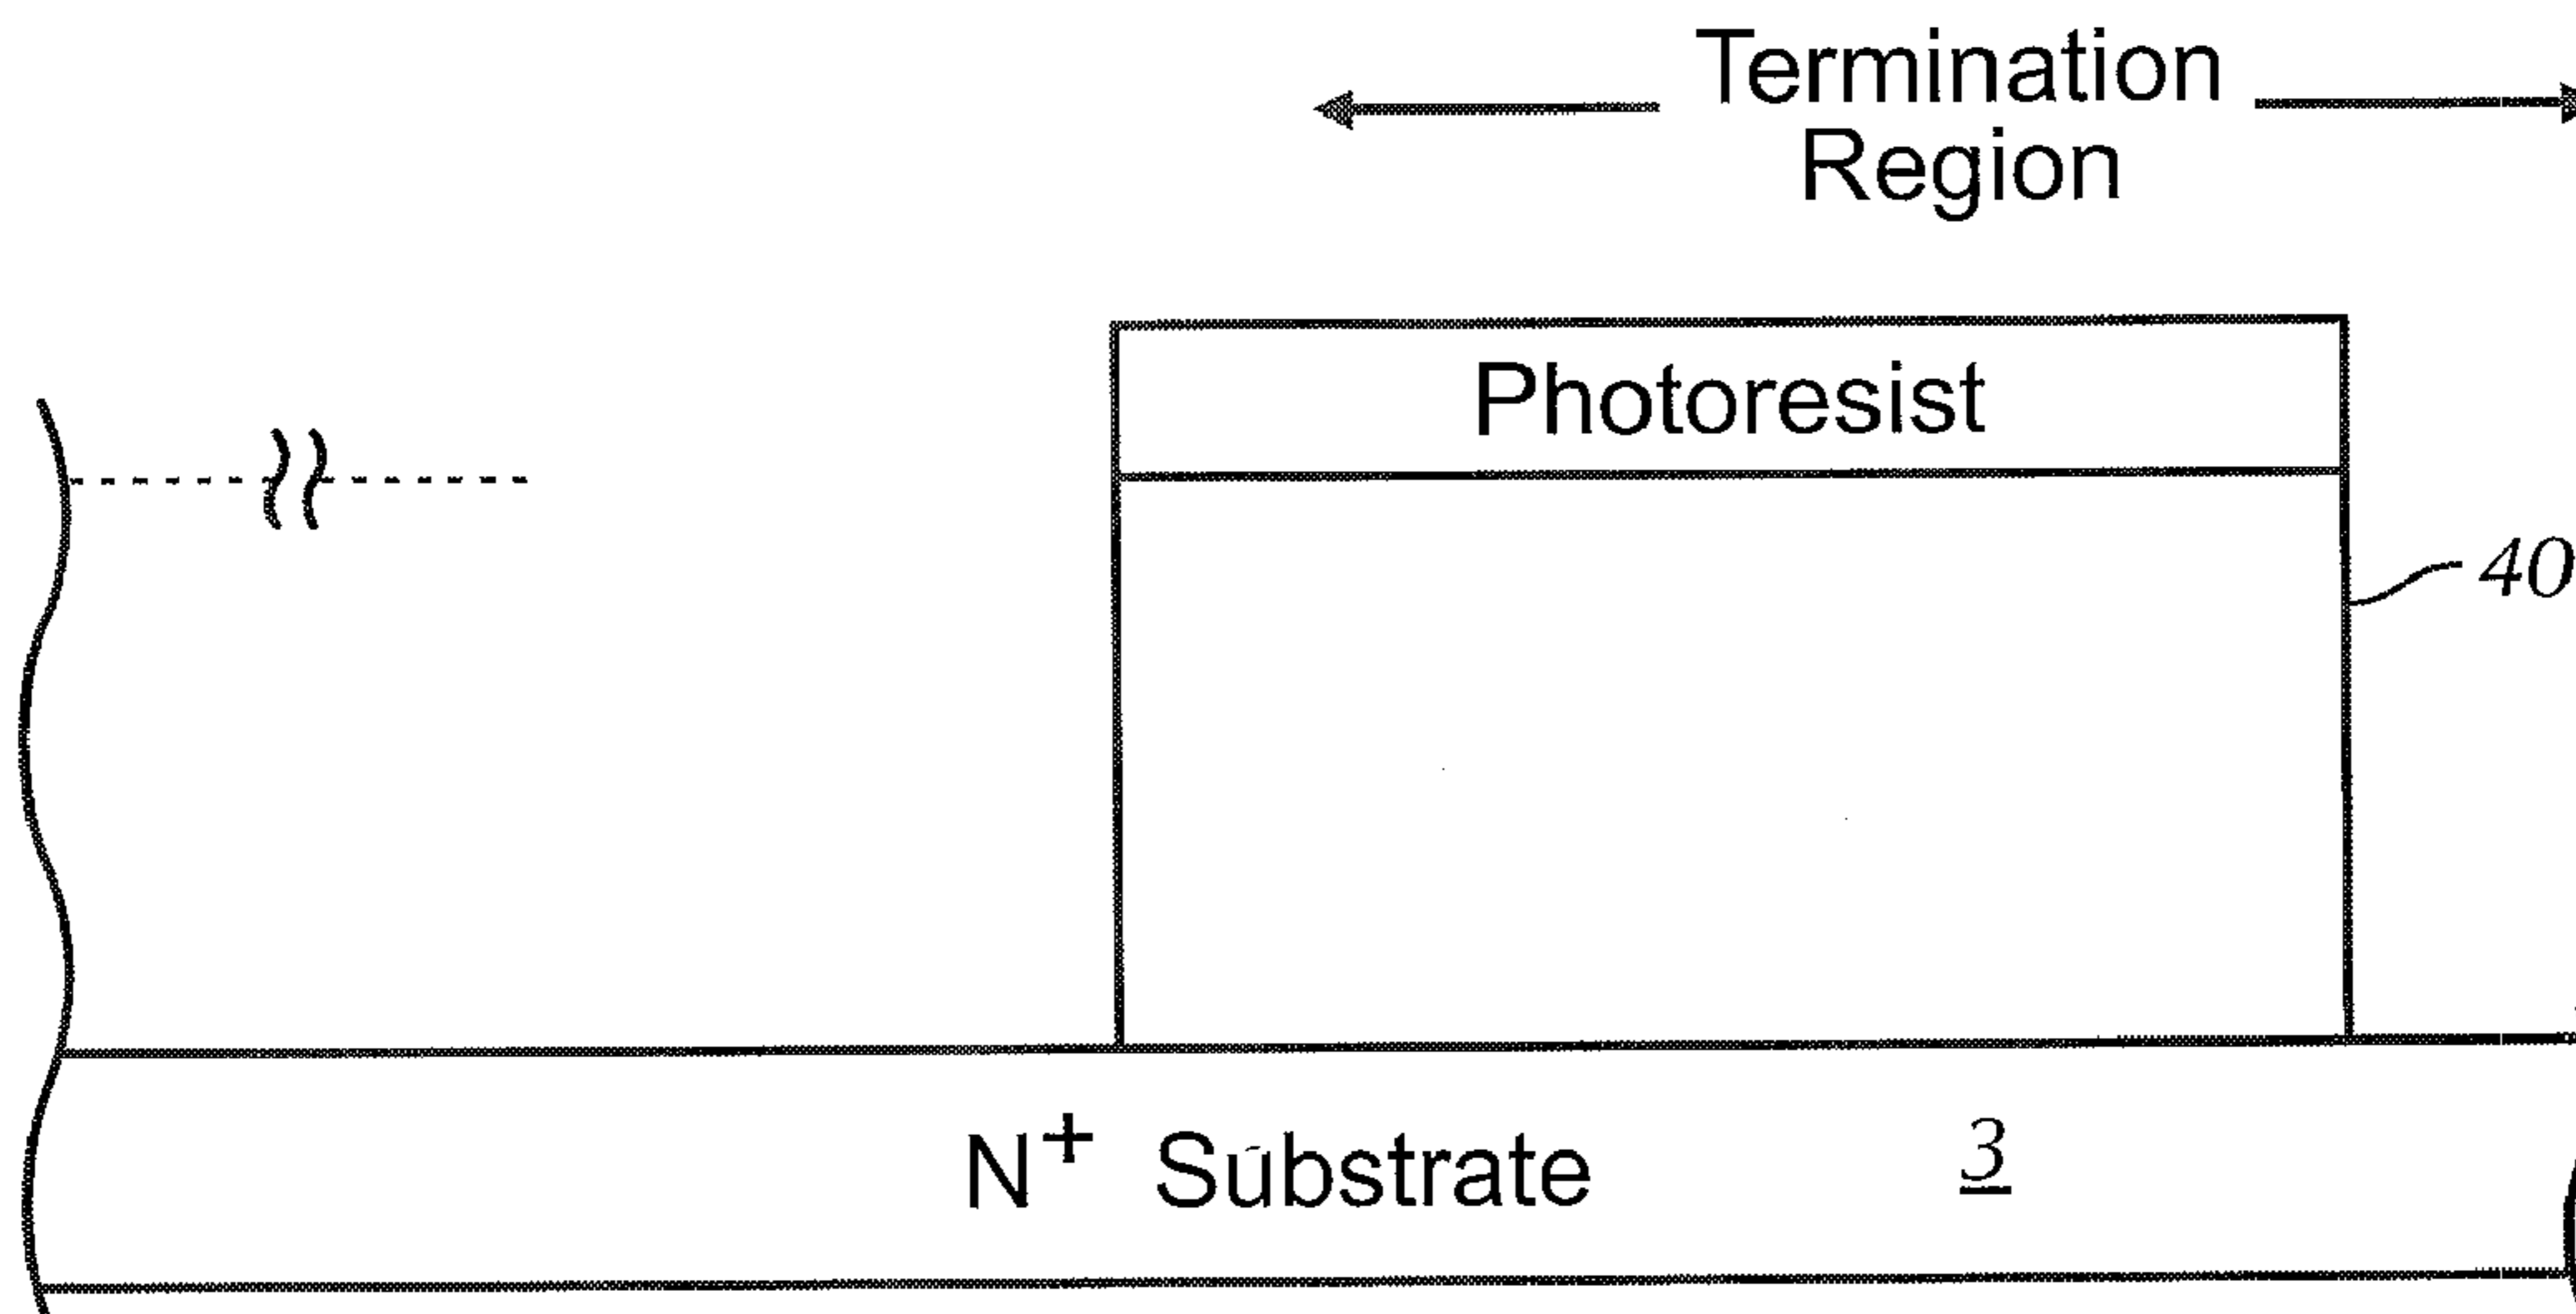 Termination
Region
Photoresist
40
N+ Substrate 3